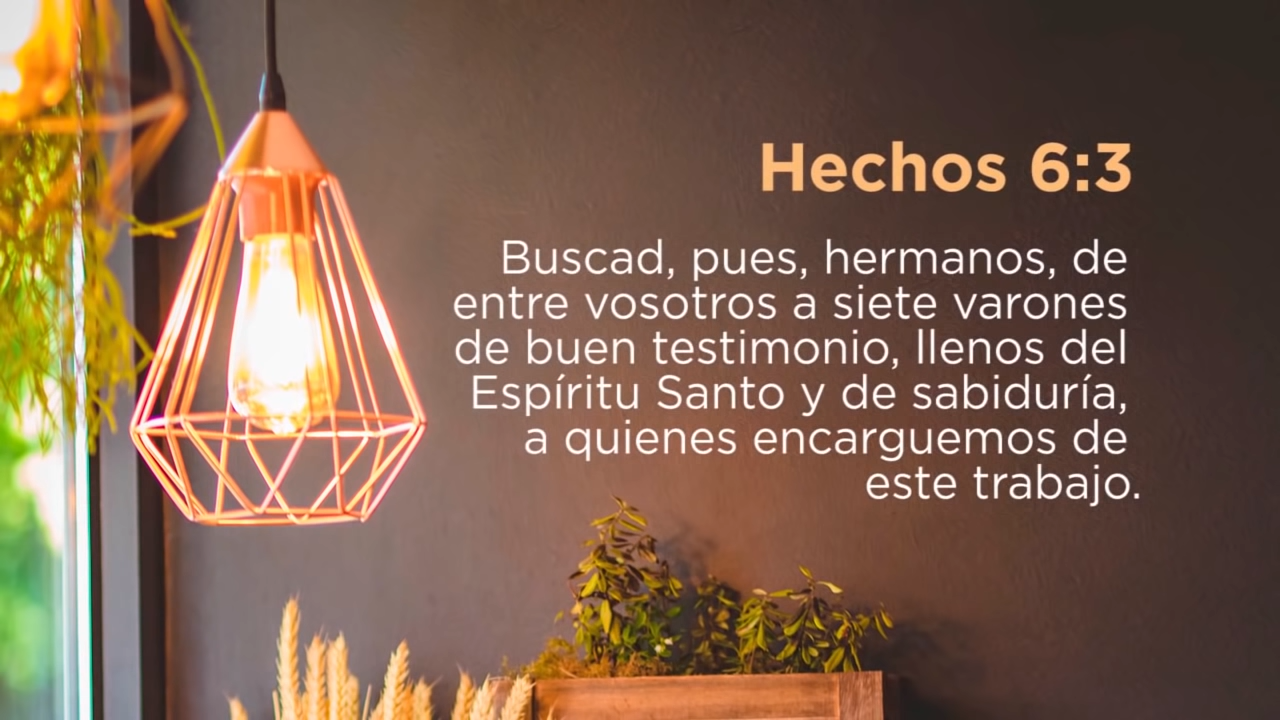 Hechos 6:3
Buscad, pues, hermanos, de
entre vosotros a siete varones
de buen testimonio, llenos del
Espíritu Santo y de sabiduría,
a quienes encarguemos de
este trabajo.